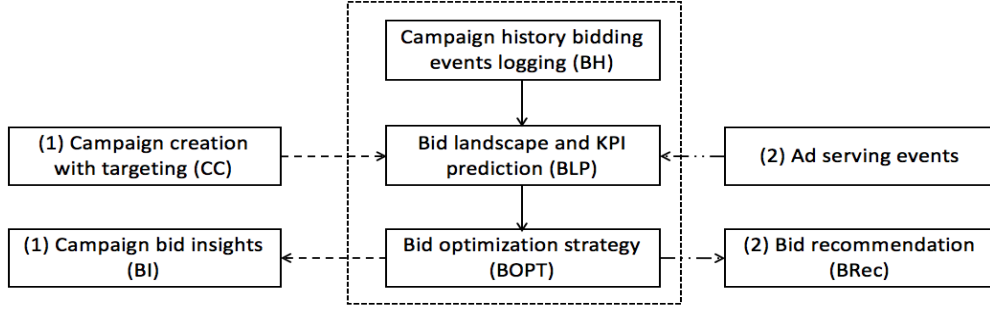 Campaign history bidding
events logging (BH)
(1) Campaign creation
with targeting (CC)
Bid landscape and KPI
prediction (BLP)
(2) Ad serving events
(1) Campaign bid insights
(BI)
Bid optimization strategy
(BOPT)
(2) Bid recommendation
(BRec)